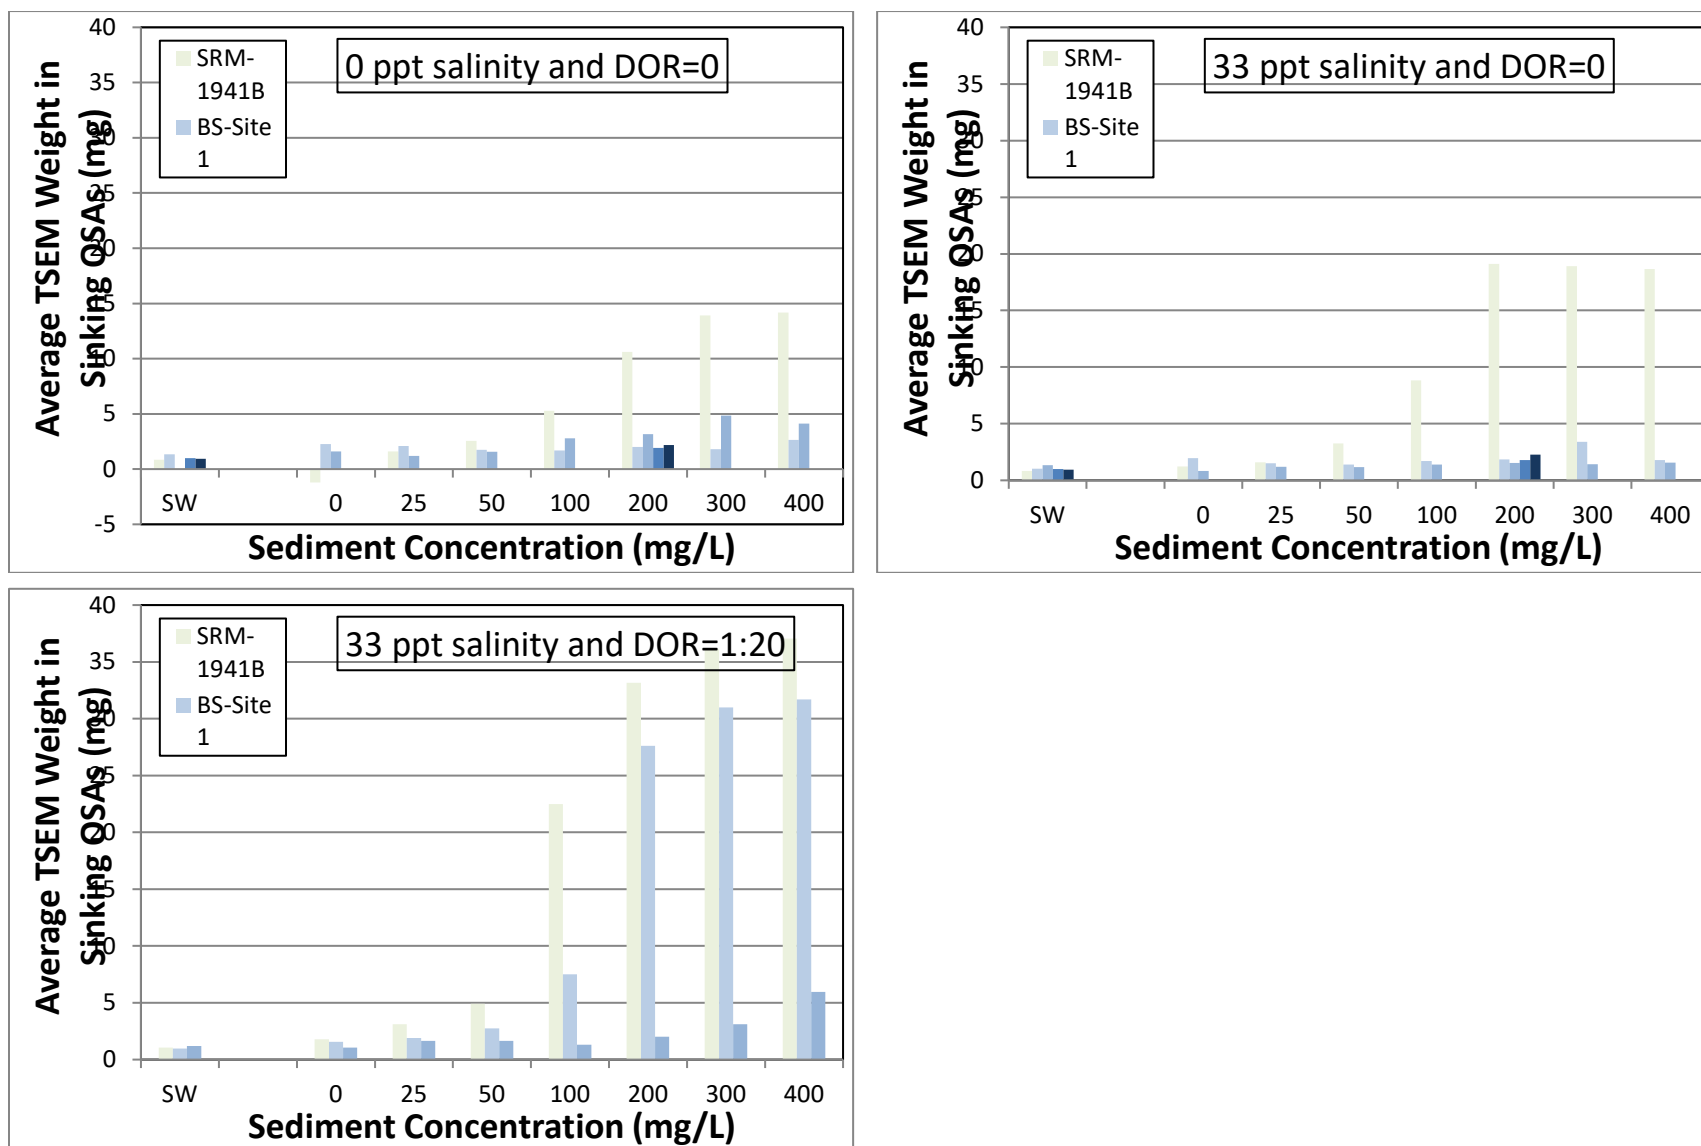 40
35
30
25
20
15
10
5
0
-5
Average TSEM Weight in
Sinking OSAs (mg)
SRM-
1941B
BS-Site
1
0 ppt salinity and DOR=0
SW 0 25 50 100 200 300 400
Sediment Concentration (mg/L)
40
35
30
25
20
15
10
5
0
Average TSEM Weight in
Sinking OSAs (mg)
SRM-
1941B
BS-Site
1
33 ppt salinity and DOR=0
SW 0 25 50 100 200 300 400
Sediment Concentration (mg/L)
40
35
30
25
20
15
10
5
0
Average TSEM Weight in
Sinking OSAs (mg)
SRM-
1941B
BS-Site
1
33 ppt salinity and DOR=1:20
SW 0 25 50 100 200 300 400
Sediment Concentration (mg/L)